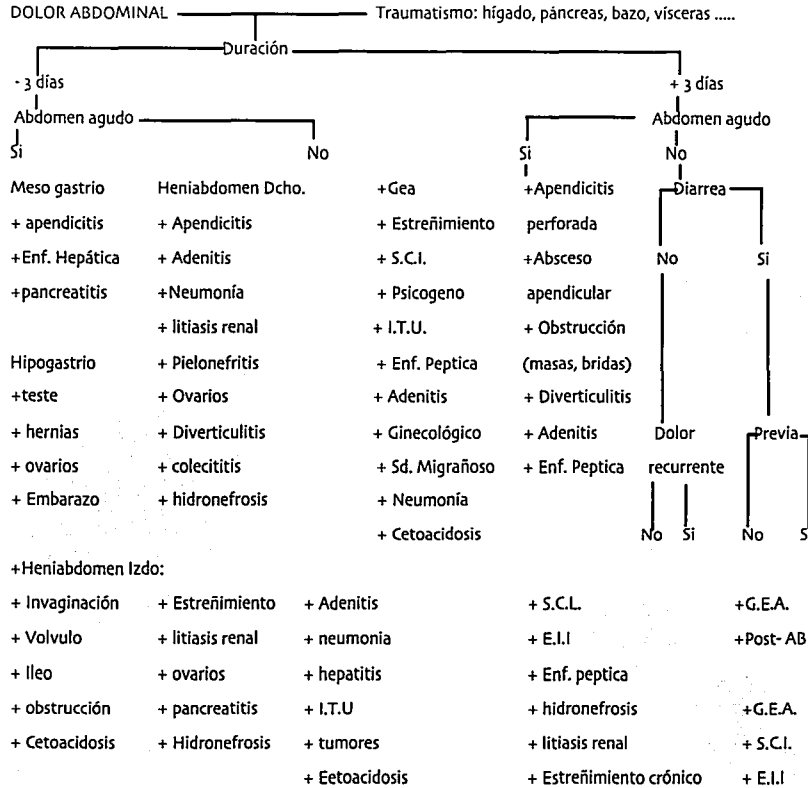 DOLOR ABDOMINAL Traumatismo: hígado, páncreas, bazo, vísceras .....
Duración
- 3 días + 3 días
Abdomen agudo Abdomen agudo
Si No Si No
Meso gastrio Heniabdomen Dcho. +Gea +Apendicitis Diarrea
+ apendicitis + Apendicitis + Estreñimiento perforada
+Enf. Hepática + Adenitis + S.C.I. +Absceso No Si
+pancreatitis +Neumonía + Psicogeno apendicular
+ litiasis renal + I.T.U. + Obstrucción
Hipogastrio + Pielonefritis + Enf. Peptica (masas, bridas)
+teste + Ovarios + Adenitis + Diverticulitis
+ hernias + Diverticulitis + Ginecológico + Adenitis Dolor Previa
+ ovarios + colecititis + Sd. Migrañoso + Enf. Peptica recurrente
+ Embarazo + hidronefrosis + Neumonía
+ Cetoacidosis No Si No S
+Heniabdomen Izdo:
+ Invaginación + Estreñimiento + Adenitis + S.C.L. +G.E.A.
+ Volvulo + litiasis renal + neumonia + E.I.I +Post- AB
+ Ileo + ovarios + hepatitis + Enf. peptica
+ obstrucción + pancreatitis + I.T.U + hidronefrosis +G.E.A.
+ Cetoacidosis + Hidronefrosis + tumores + litiasis renal + S.C.I.
+ Eetoacidosis + Estreñimiento crónico + E.I.I